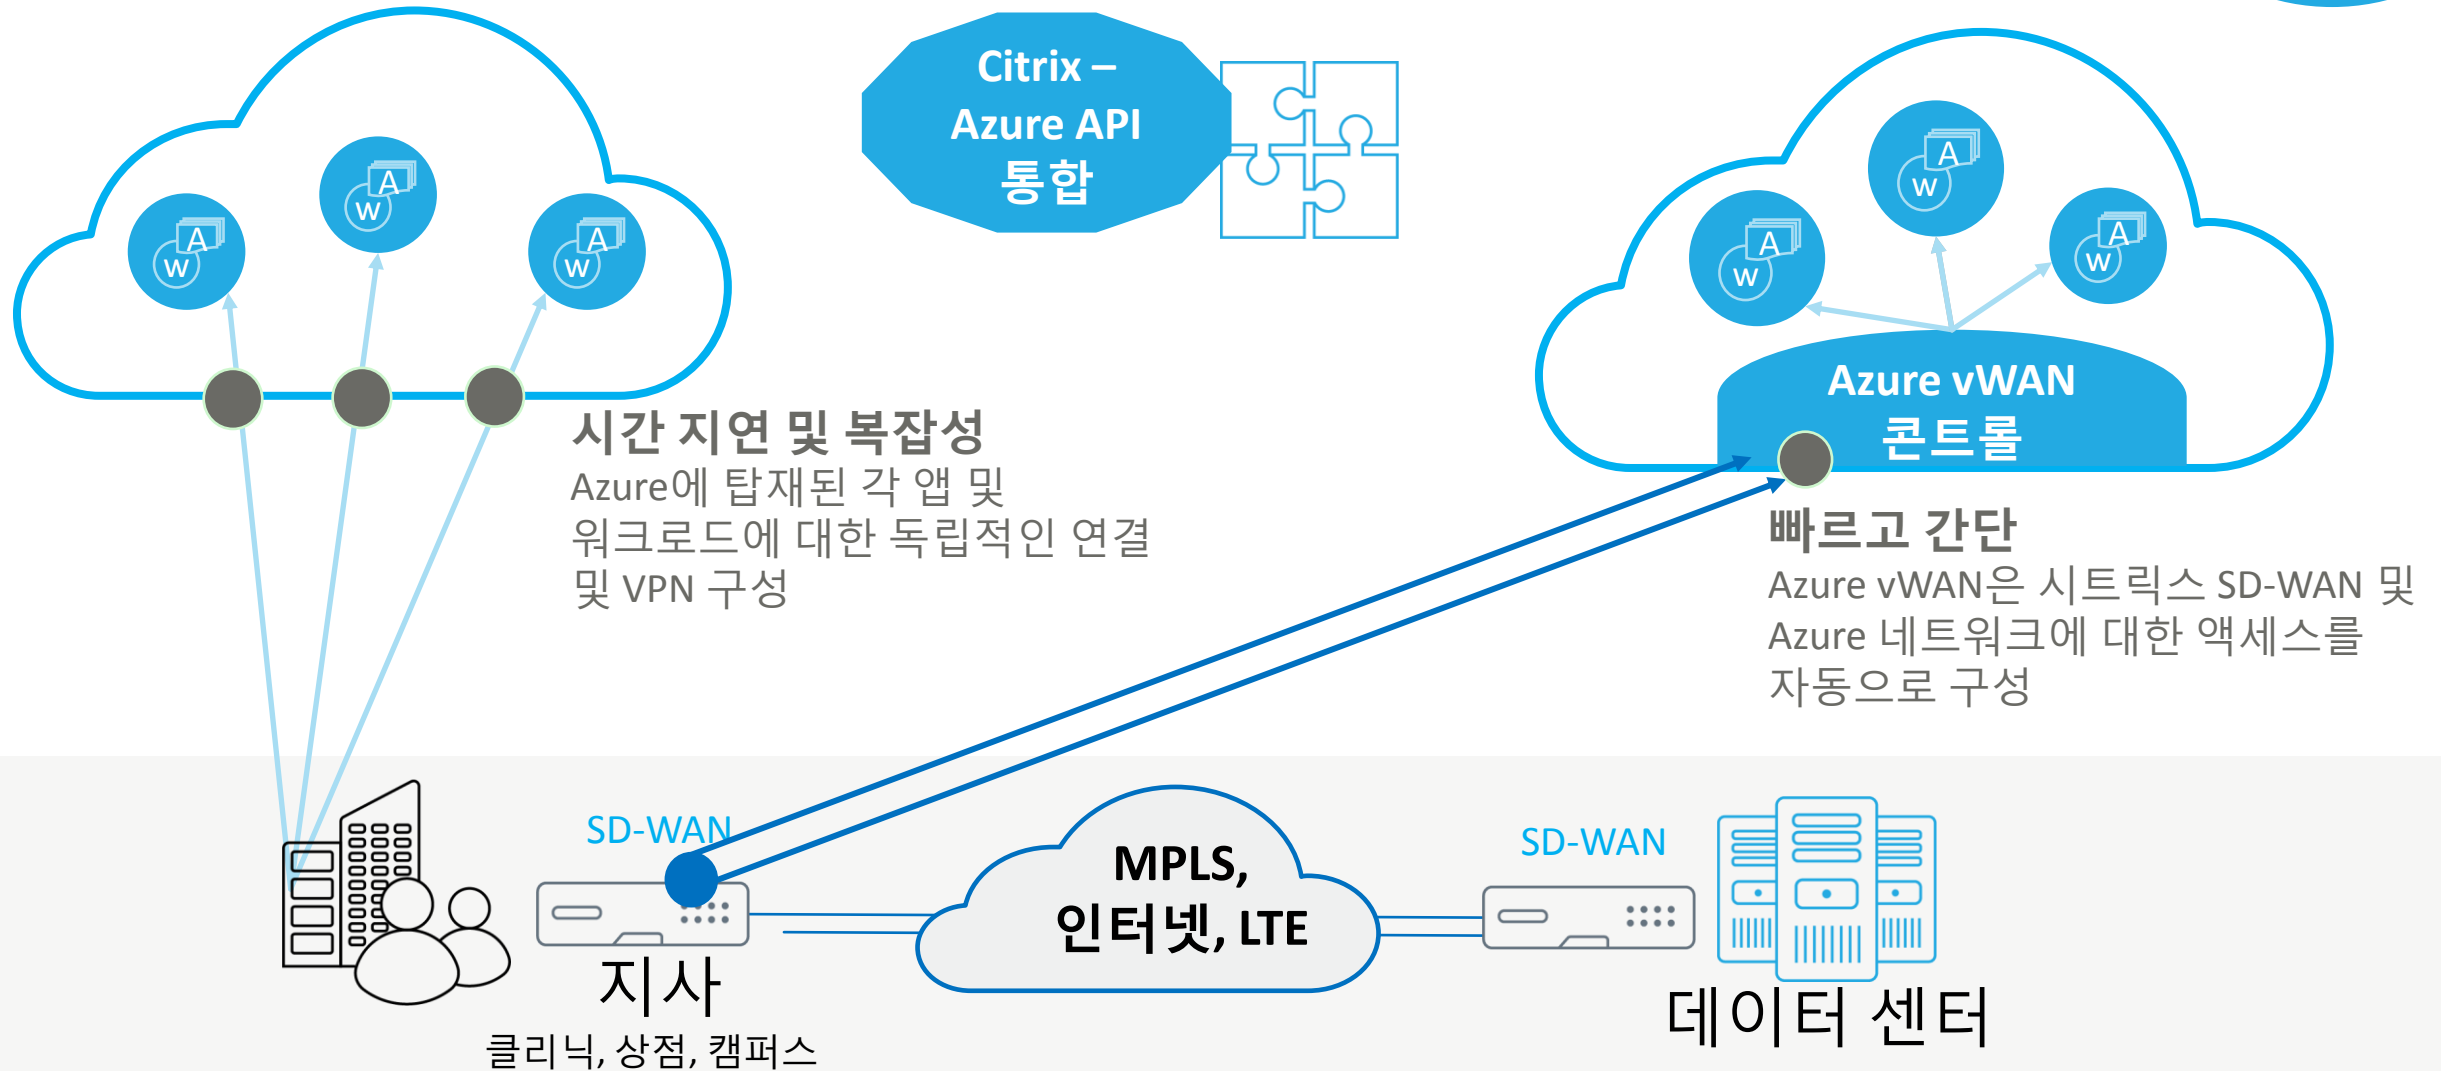 Citrix –
Azure API
통합
A
W
A
W
A
W
A
W
A
W
A
W
Azure vWAN
콘트롤
시간 지연 및 복잡성
Azure에 탑재된 각 앱 및
워크로드에 대한 독립적인 연결
및 VPN 구성
빠르고 간단
Azure vWAN은 시트릭스 SD-WAN 및
Azure 네트워크에 대한 액세스를
자동으로 구성
SD-WAN
MPLS,
인터넷, LTE
SD-WAN
지사
클리닉, 상점, 캠퍼스
데이터 센터